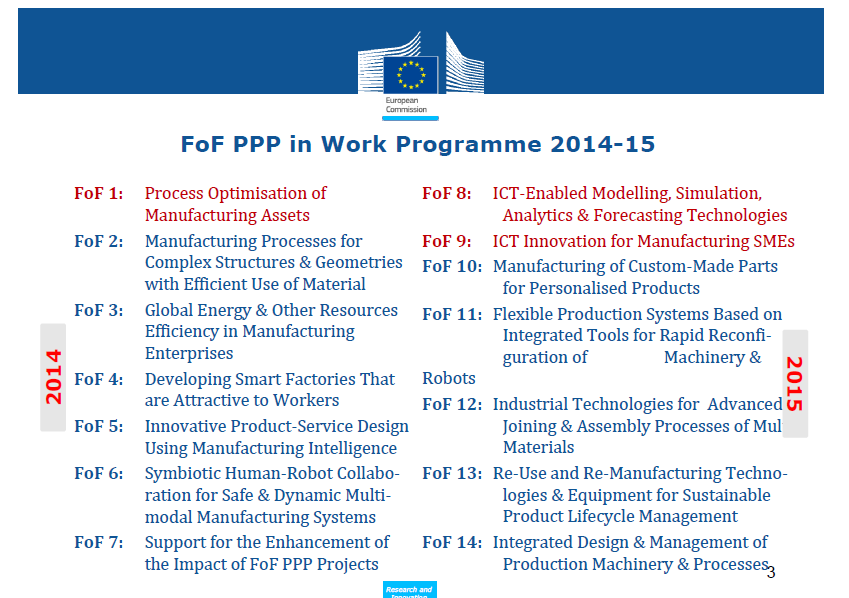 European
Commission
FoF PPP in Work Programme 2014-15
2014
FoF 1: Process Optimisation of
Manufacturing Assets
FoF 2: Manufacturing Processes for
Complex Structures & Geometries
with Efficient Use of Material
FoF 3: Global Energy & Other Resources
Efficiency in Manufacturing
Enterprises
FoF 4: Developing Smart Factories That
are Attractive to Workers
FoF 5: Innovative Product-Service Design
Using Manufacturing Intelligence
FoF 6: Symbiotic Human-Robot Collabo-
ration for Safe & Dynamic Multi-
modal Manufacturing Systems
FoF 7: Support for the Enhancement of
the Impact of FoF PPP Projects
FoF 8: ICT-Enabled Modelling, Simulation,
Analytics & Forecasting Technologies
FoF 9: ICT Innovation for Manufacturing SMEs
FoF 10: Manufacturing of Custom-Made Parts
for Personalised Products
FoF 11: Flexible Production Systems Based on
Integrated Tools for Rapid Reconfi-
guration of Machinery &
Robots
FoF 12: Industrial Technologies for Advanced
Joining & Assembly Processes of Mul
Materials
FoF 13: Re-Use and Re-Manufacturing Techno-
logies & Equipment for Sustainable
Product Lifecycle Management
FoF 14: Integrated Design & Management of
Production Machinery & Processes
2015
3
Research and
Innovation